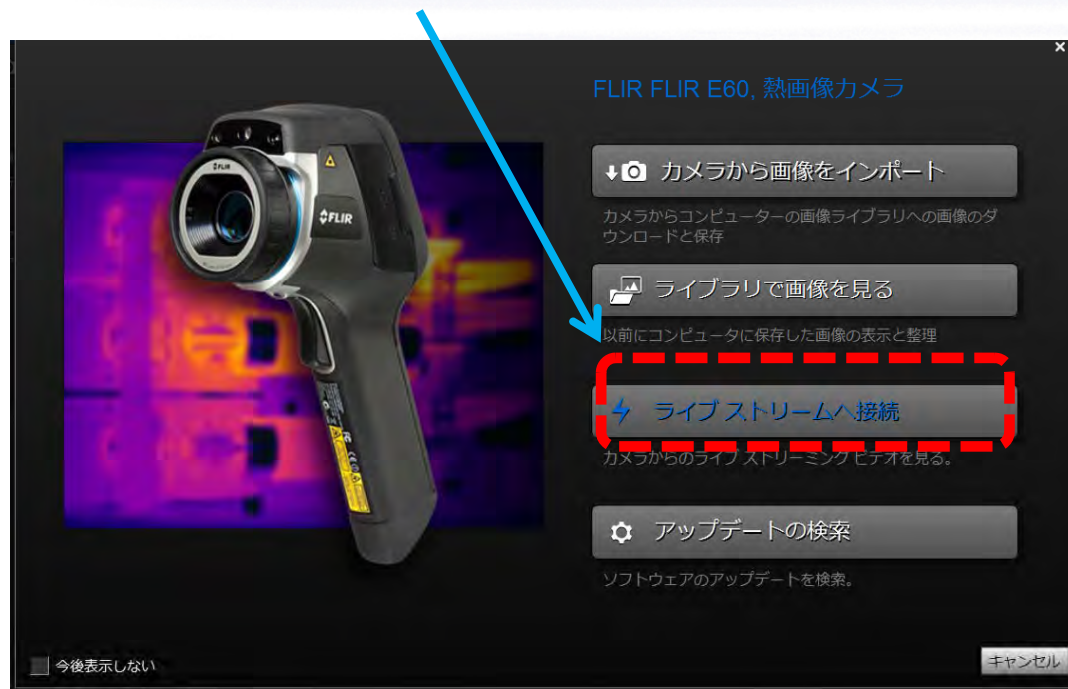 ×
FLIR FLIR E60, 熱画像カメラ
カメラから画像をインポート
カメラからコンピューターの画像ライブラリへの画像のダ
ウンロードと保存
ライブラリで画像を見る
以前にコンピュータに保存した画像の表示と整理
ライブ ストリームへ接続
カメラからのライブ ストリーミング ビデオを見る。
アップデートの検索
ソフトウェアのアップデートを検索。
FLIR
FLIR
今後表示しない
キャンセル